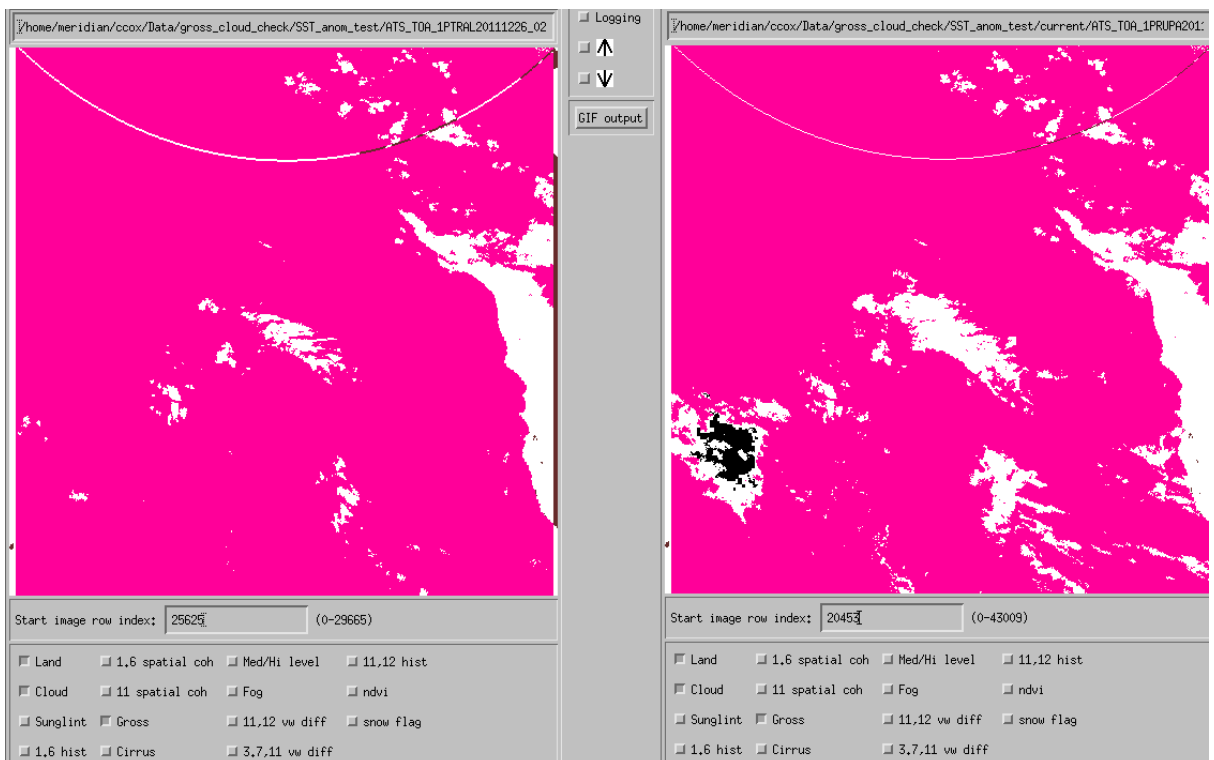 /home/meridian/ccox/Data/gross_cloud_check/SST_anom_test/ATS_TOA_1PTRAL20111226_02
Logging
GIF output
/home/meridian/ccox/Data/gross_cloud_check/SST_anom_test/current/ATS_TOA_1PRUPA201
Start image row index: 25625 (0-29665)
Land 1.6 spatial coh Med/Hi level 11,12 hist
Cloud 11 spatial coh Fog ndvi
Sunglint Gross 11,12 vw diff snow flag
1.6 hist Cirrus 3.7,11 vw diff
Start image row index: 20453 (0-43009)
Land 1.6 spatial coh Med/Hi level 11,12 hist
Cloud 11 spatial coh Fog ndvi
Sunglint Gross 11,12 vw diff snow flag
1.6 hist Cirrus 3.7,11 vw diff